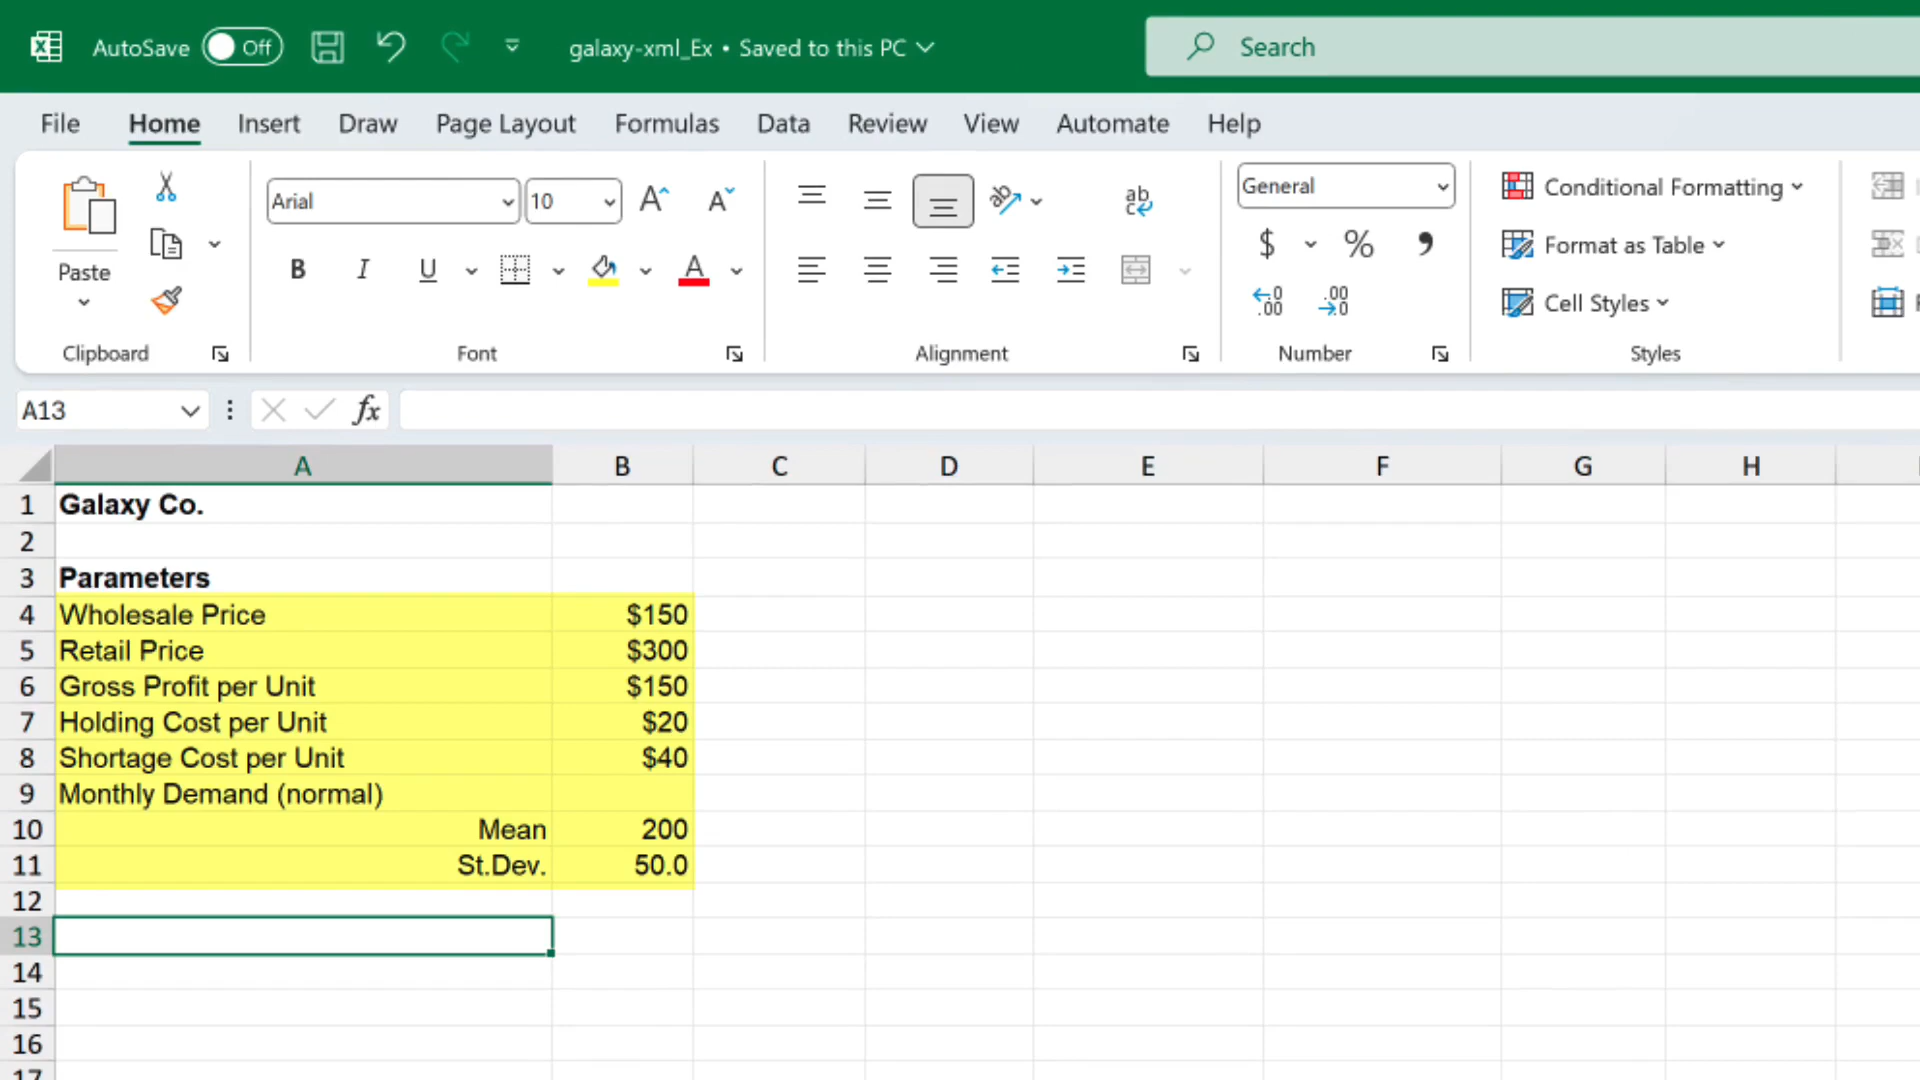 AutoSave Off galaxy-xml_Ex • Saved to this PC Search
File Home Insert Draw Page Layout Formulas Data Review View Automate Help
Paste
Clipboard
Arial 10
B I U A
Font
ab
c
Alignment
General
$ % ,
Number
Conditional Formatting
Format as Table
Cell Styles
Styles
A13 fx
A B C D E F G H
1 Galaxy Co.
2
3 Parameters
4 Wholesale Price $150
5 Retail Price $300
6 Gross Profit per Unit $150
7 Holding Cost per Unit $20
8 Shortage Cost per Unit $40
9 Monthly Demand (normal)
10 Mean 200
11 St.Dev. 50.0
12
13
14
15
16
17